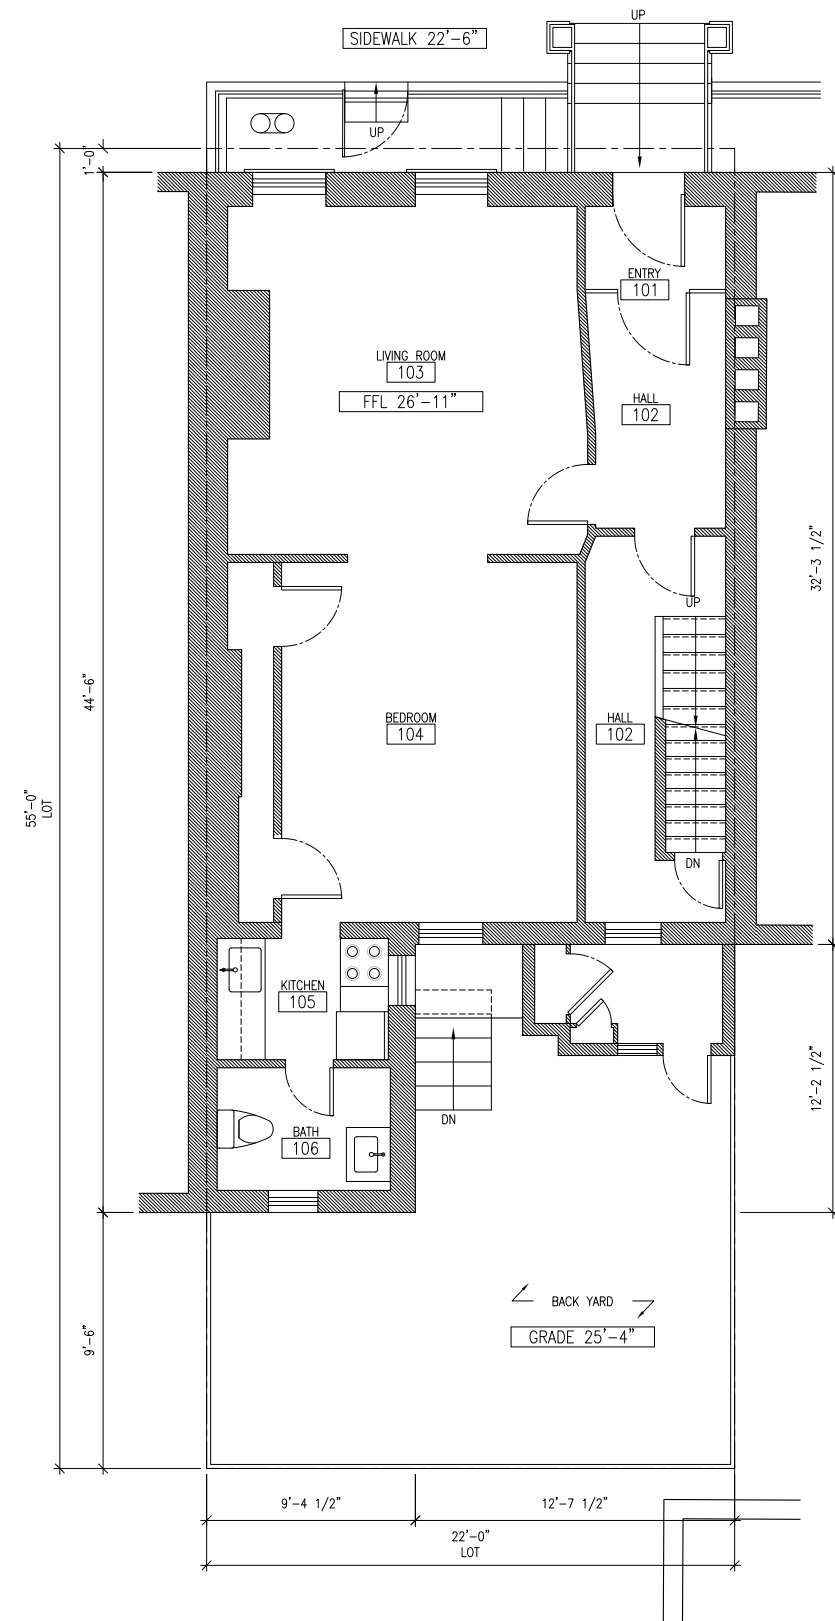 UP
SIDEWALK 22'-6"
UP
1'-0"
ENTRY
101
LIVING ROOM
103
FFL 26'-11"
HALL
102
32'-3 1/2"
UP
44'-6"
BEDROOM
104
HALL
102
55'-0"
LOT
DN
KITCHEN
105
12'-2 1/2"
DN
BATH
106
BACK YARD
GRADE 25'-4"
9'-6"
9'-4 1/2"
12'-7 1/2"
22'-0"
LOT